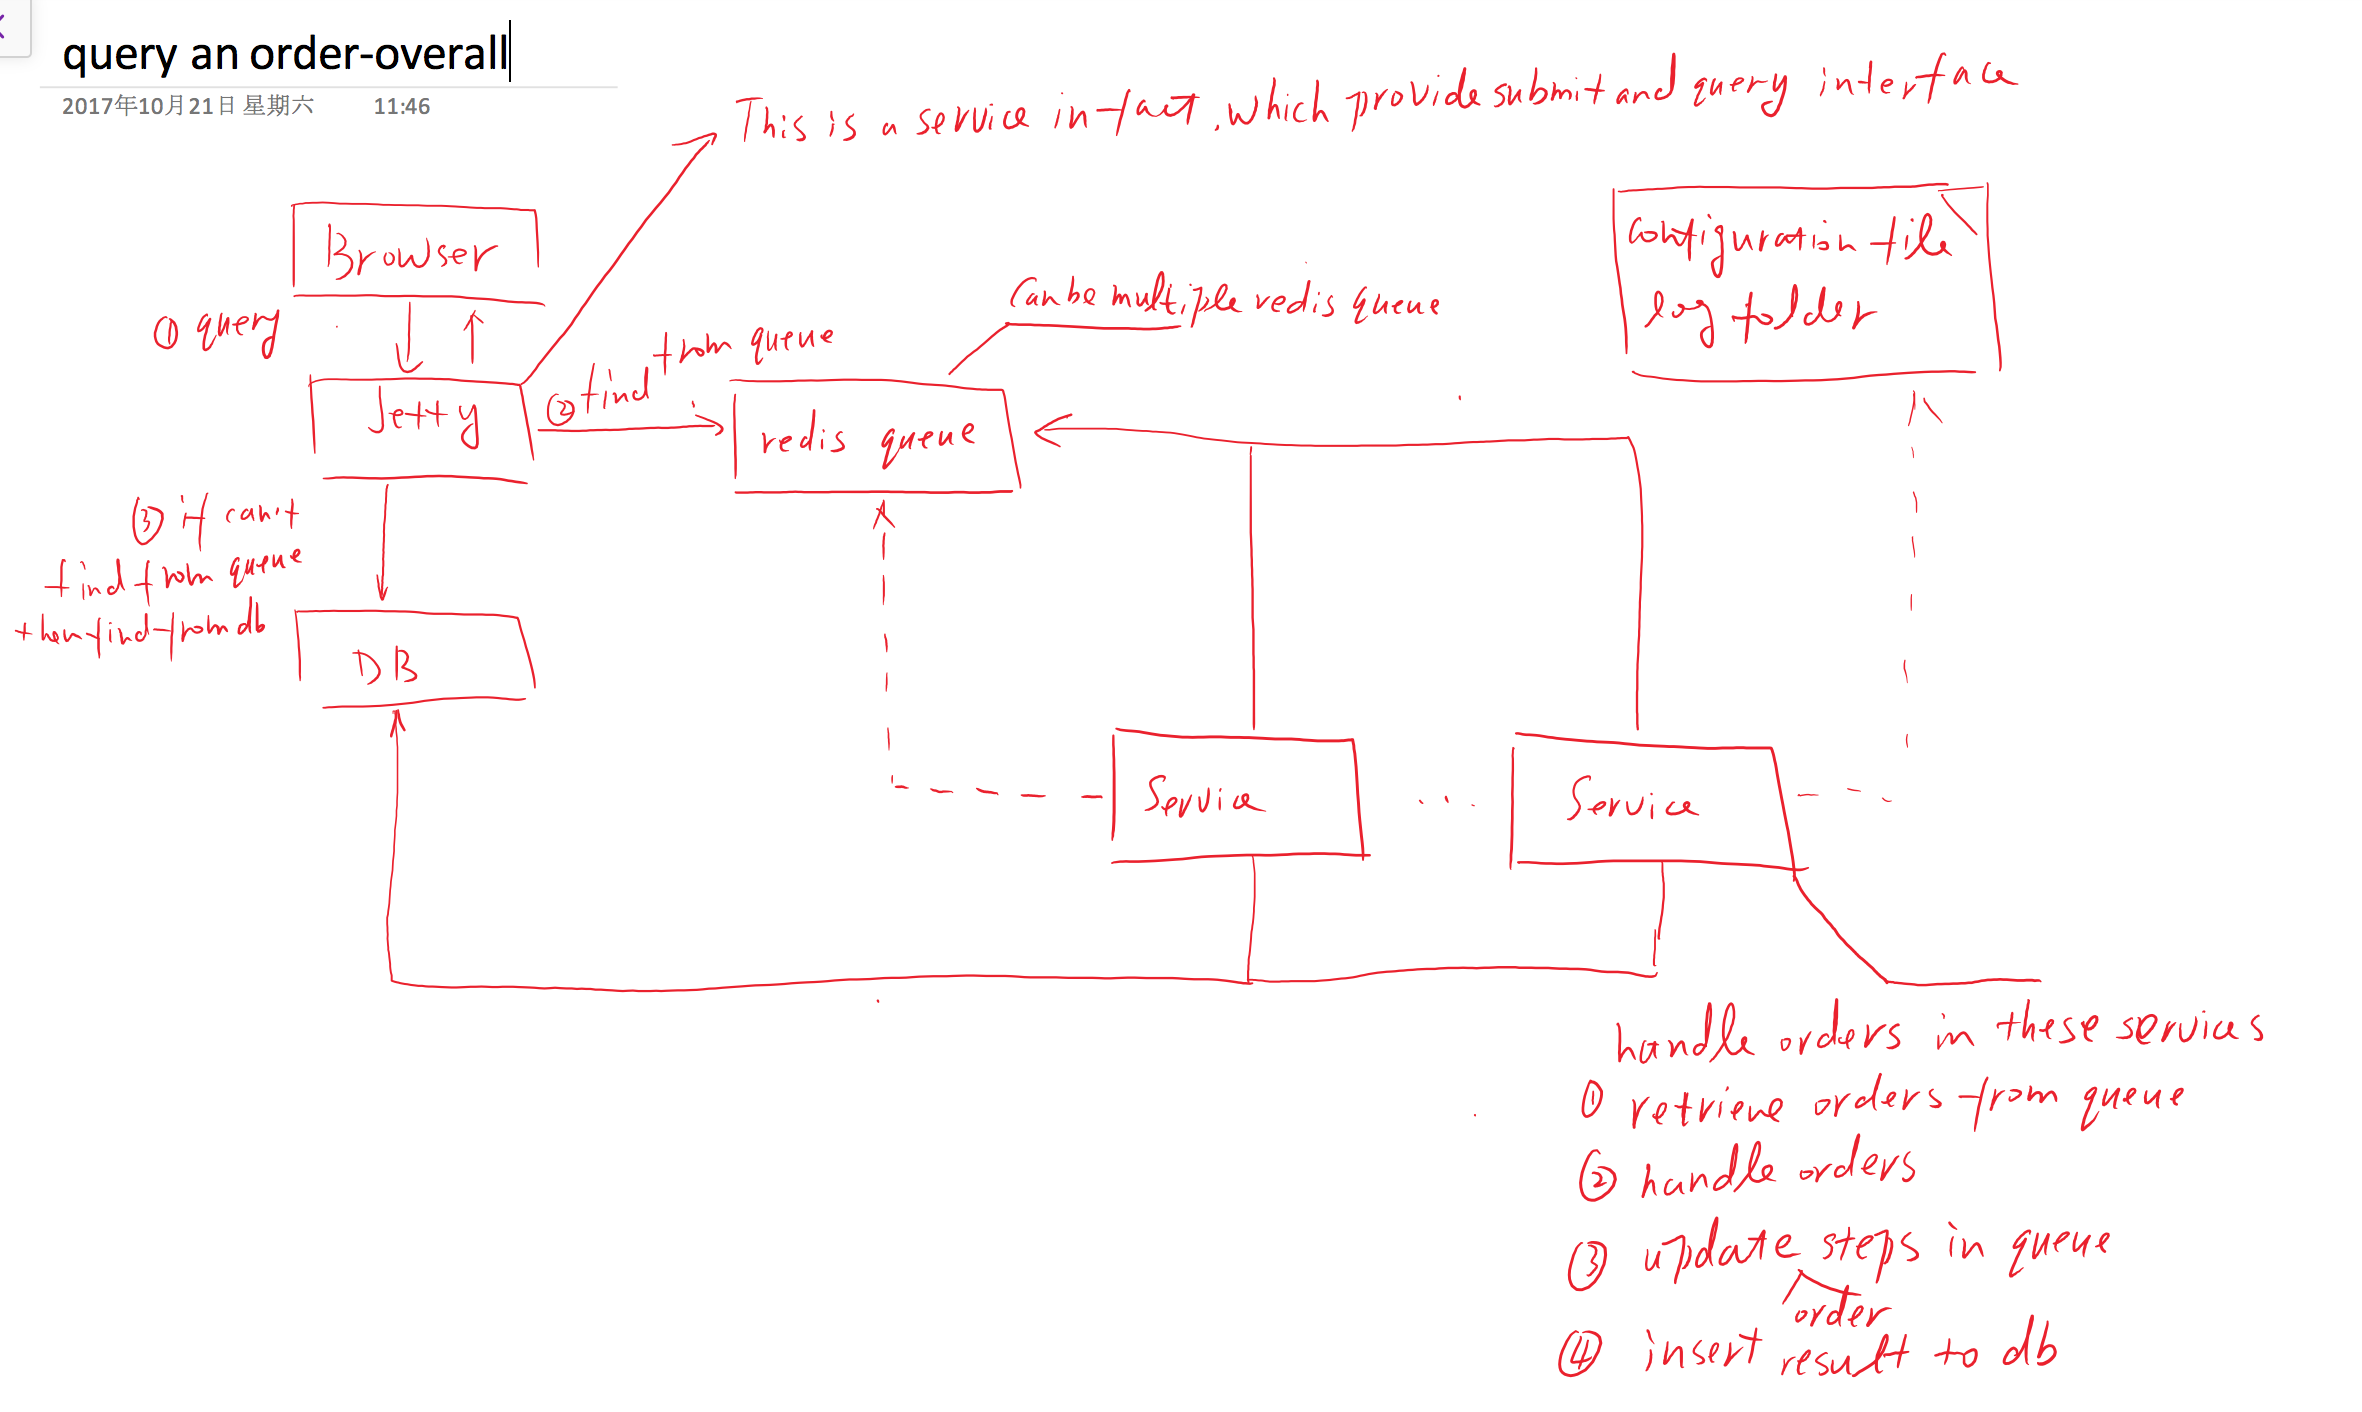 query an order-overall
2017年10月21日 星期六 11:46
This is a service in fact, which provide submit and query interface
Browser
① query
Jetty
② find from queue
redis queue
Can be multiple redis queue
configuration file
log folder
③ if can't
find from queue
then find from db
DB
Service
...
Service
handle orders in these services
① retrieve orders from queue
② handle orders
③ update steps in queue
order
④ insert result to db